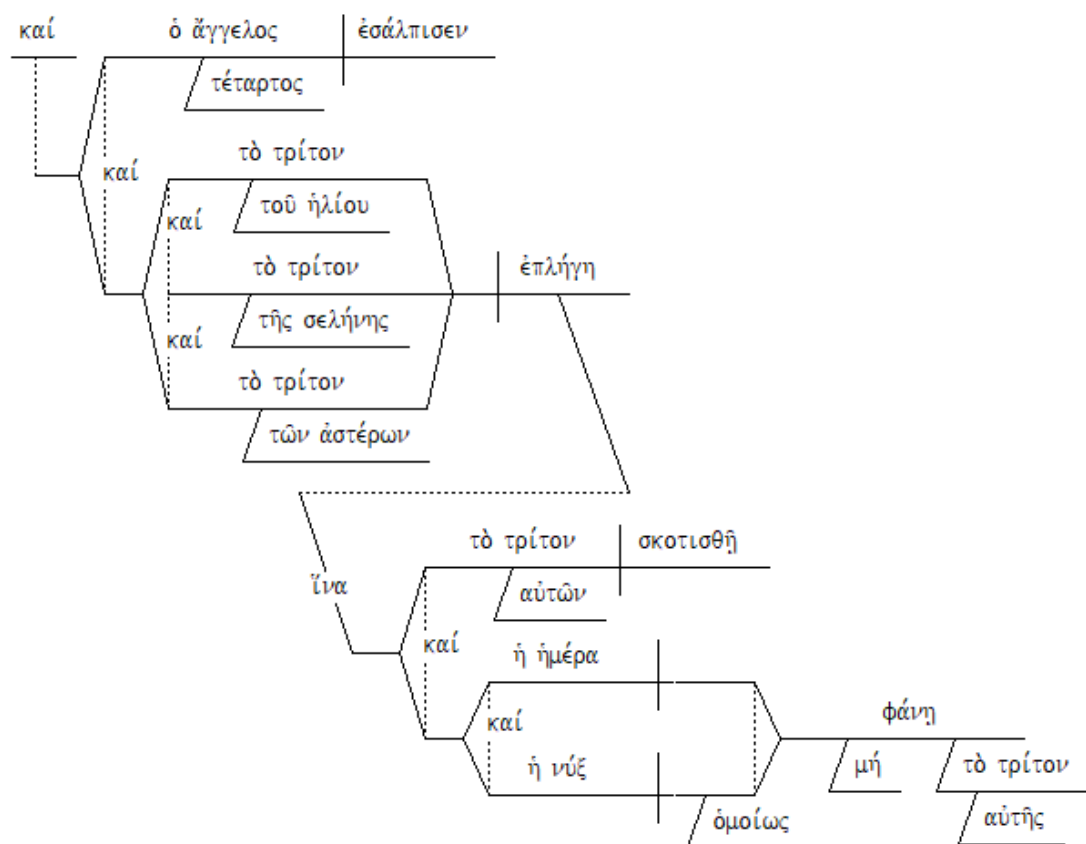 καί ὁ ἄγγελος ἐσάλπισεν
τέταρτος
καί
τὸ τρίτον
καί τοῦ ἡλίου
τὸ τρίτον ἐπλήγη
καί τῆς σελήνης
τὸ τρίτον
τῶν ἀστέρων
ἵνα τὸ τρίτον σκοτισθῇ
αὐτῶν
καί
ἡ ἡμέρα
καί φάνῃ
ἡ νύξ μή τὸ τρίτον
ὁμοίως αὐτῆς